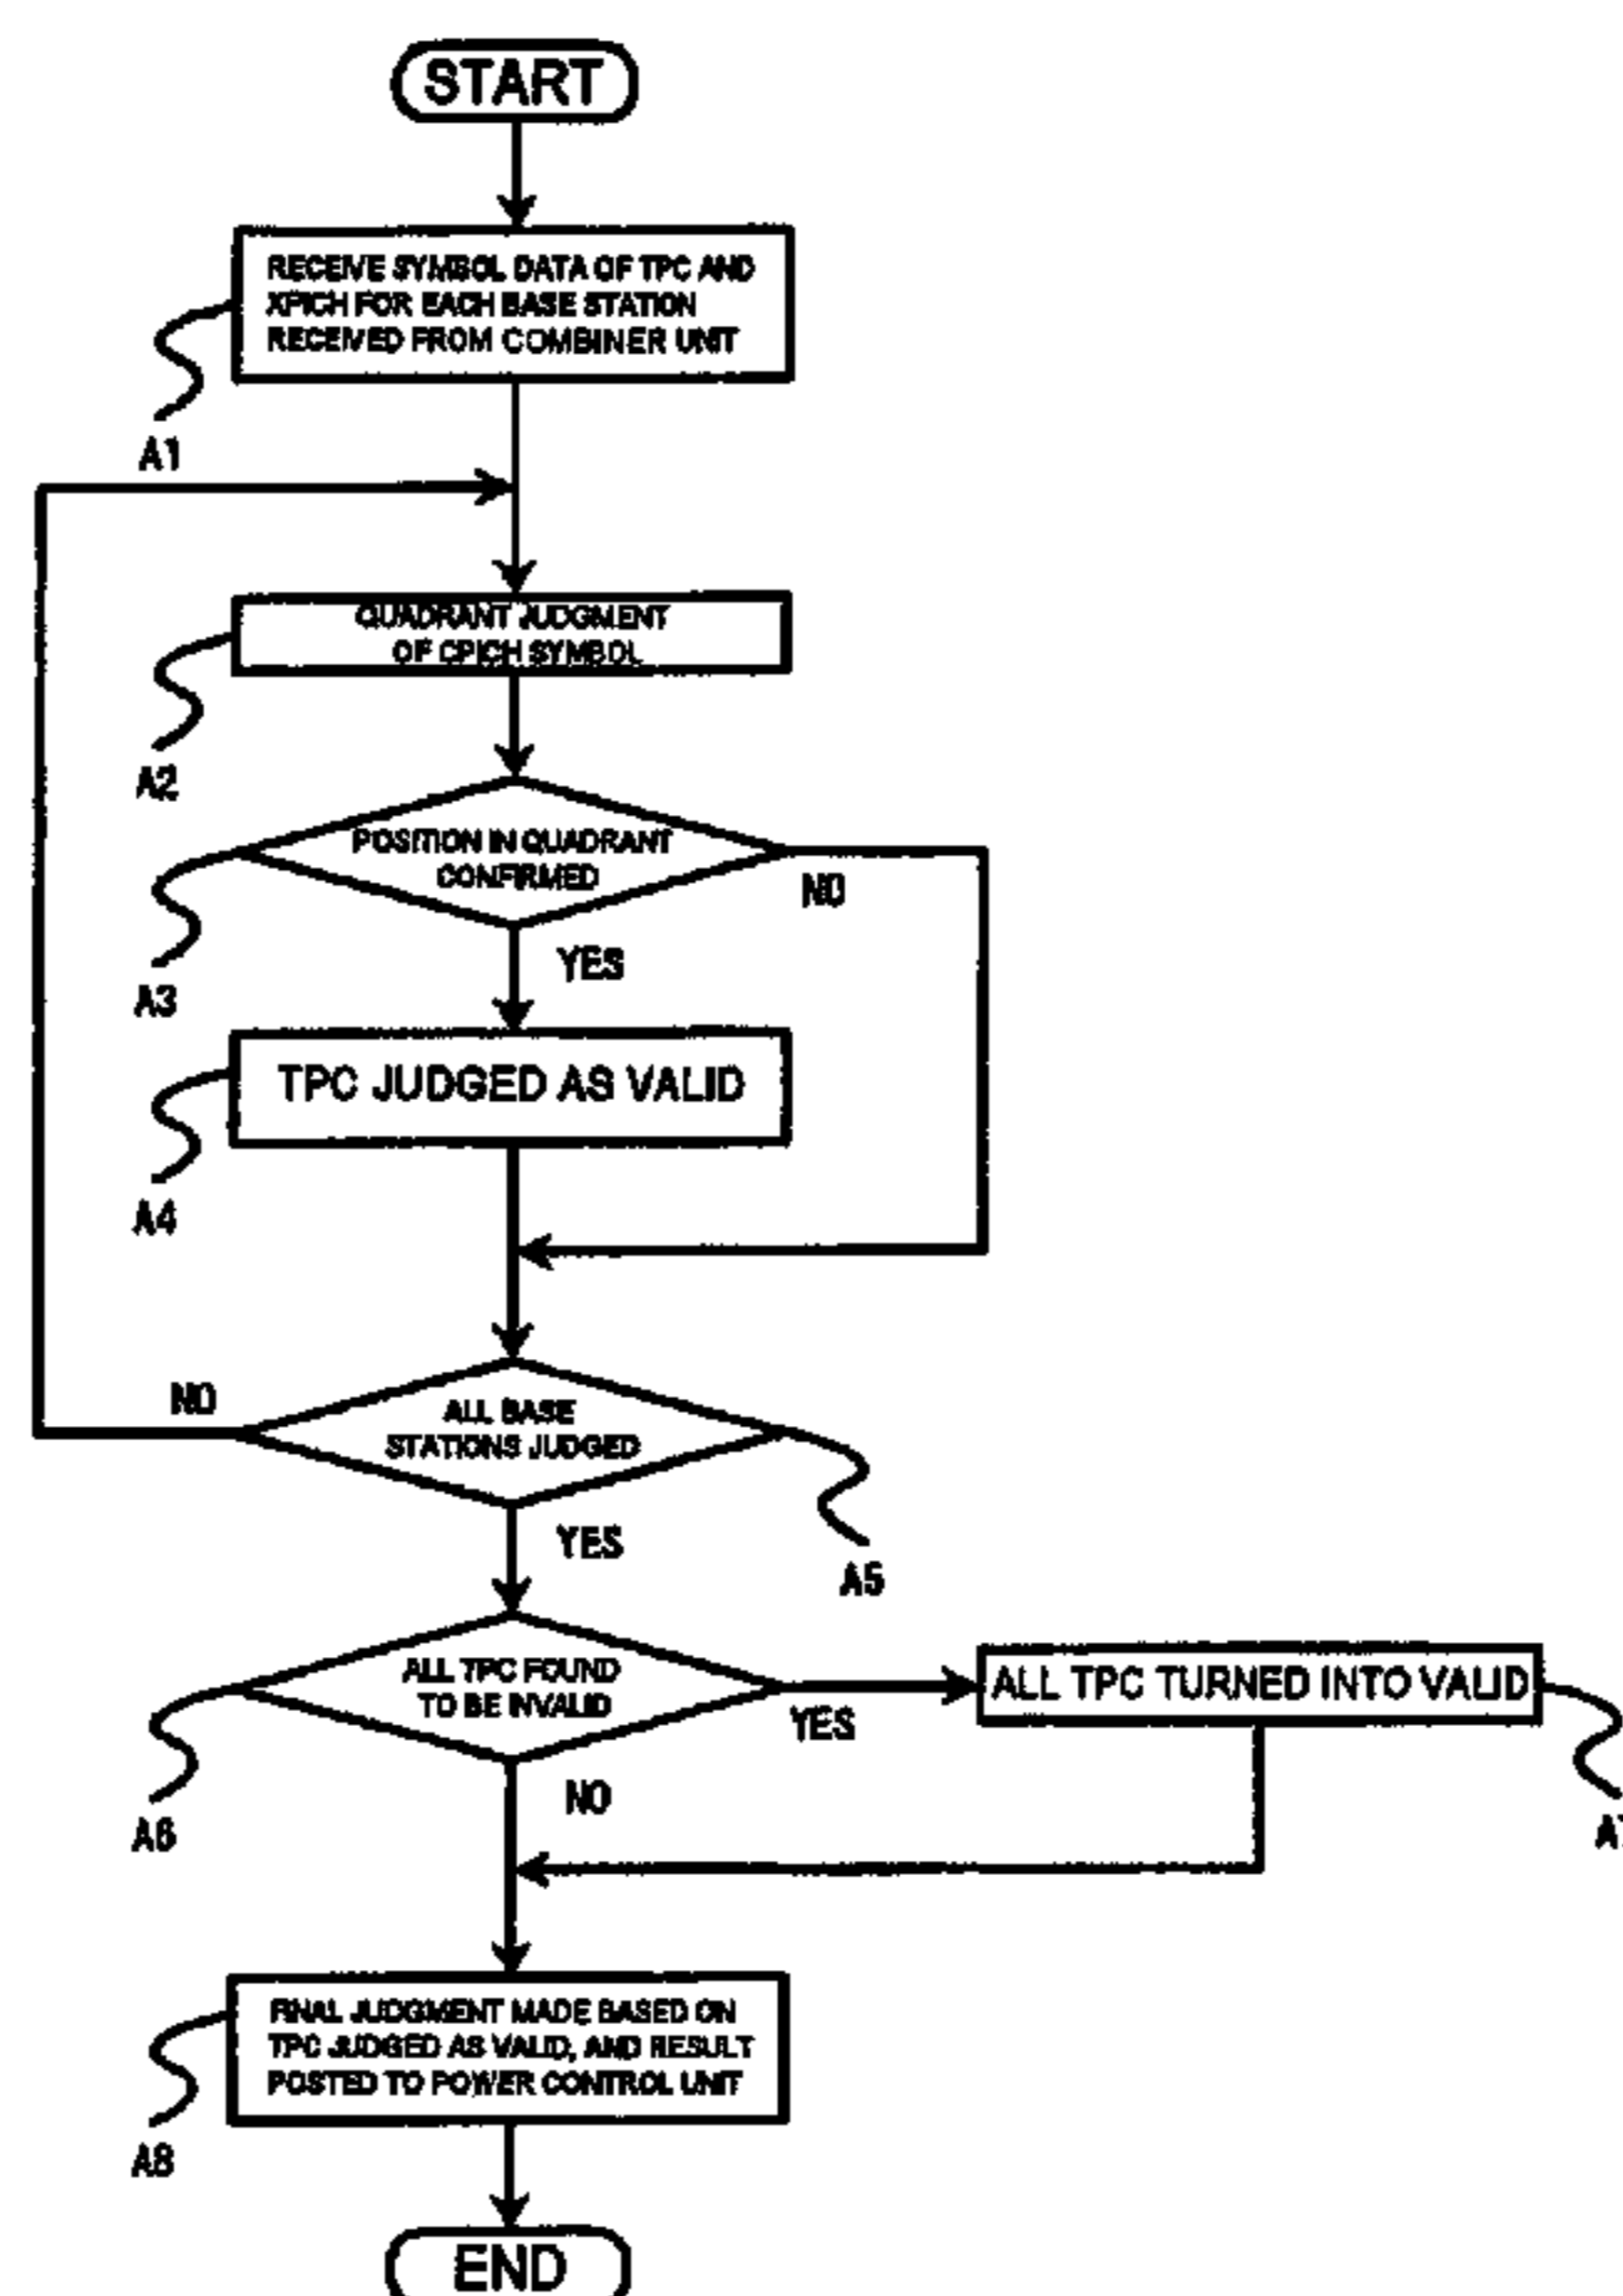 START
RECEIVE SYMBOL DATA OF TPC AND
XPICH FOR EACH BASE STATION
RECEIVED FROM COMBINER UNIT
A1
QUADRANT JUDGMENT
OF CPICH SYMBOL
A2
POSITION IN QUADRANT
CONFIRMED
NO
YES
A3
TPC JUDGED AS VALID
A4
NO
ALL BASE
STATIONS JUDGED
YES
A5
ALL TPC FOUND
TO BE INVALID
YES
ALL TPC TURNED INTO VALID
NO
A6
FINAL JUDGMENT MADE BASED ON
TPC JUDGED AS VALID, AND RESULT
POSTED TO POWER CONTROL UNIT
A8
END